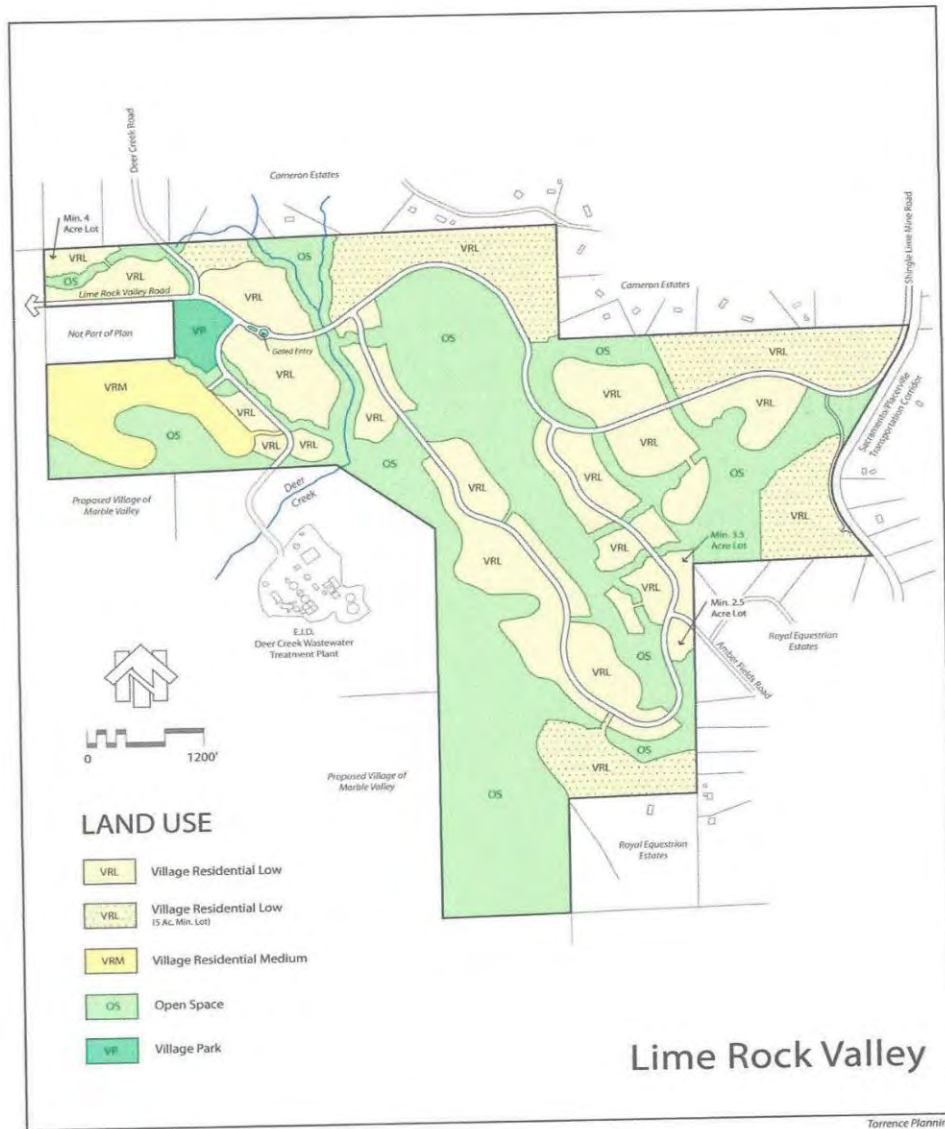 Deer Creek Road
Cameron Estates
Min. 4
Acre Lot
VRL
OS
VRL
VRL
OS
VRL
Lime Rock Valley Road
Shingle Lime Mine Road
Cameron Estates
Not Part of Plan
VP
Gated Entry
VRL
OS
OS
VRL
VRM
VRL
VRL
VRL
VRL
Sacramento/Placerville
Transportation Corridor
OS
VRL
VRL
VRL
OS
OS
VRL
VRL
VRL
Proposed Village of
Marble Valley
Deer
Creek
VRL
VRL
Min. 3.5
Acre Lot
VRL
Min. 2.5
Acre Lot
E.I.D.
Deer Creek Wastewater
Treatment Plant
Royal Equestrian
Estates
OS
Amber Fields Road
VRL
0 1200'
OS
VRL
Proposed Village of
Marble Valley
OS
Royal Equestrian
Estates
LAND USE
VRL Village Residential Low
VRL Village Residential Low
(5 Ac. Min. Lot)
VRM Village Residential Medium
OS Open Space
VP Village Park
Lime Rock Valley
Torrence Plannin